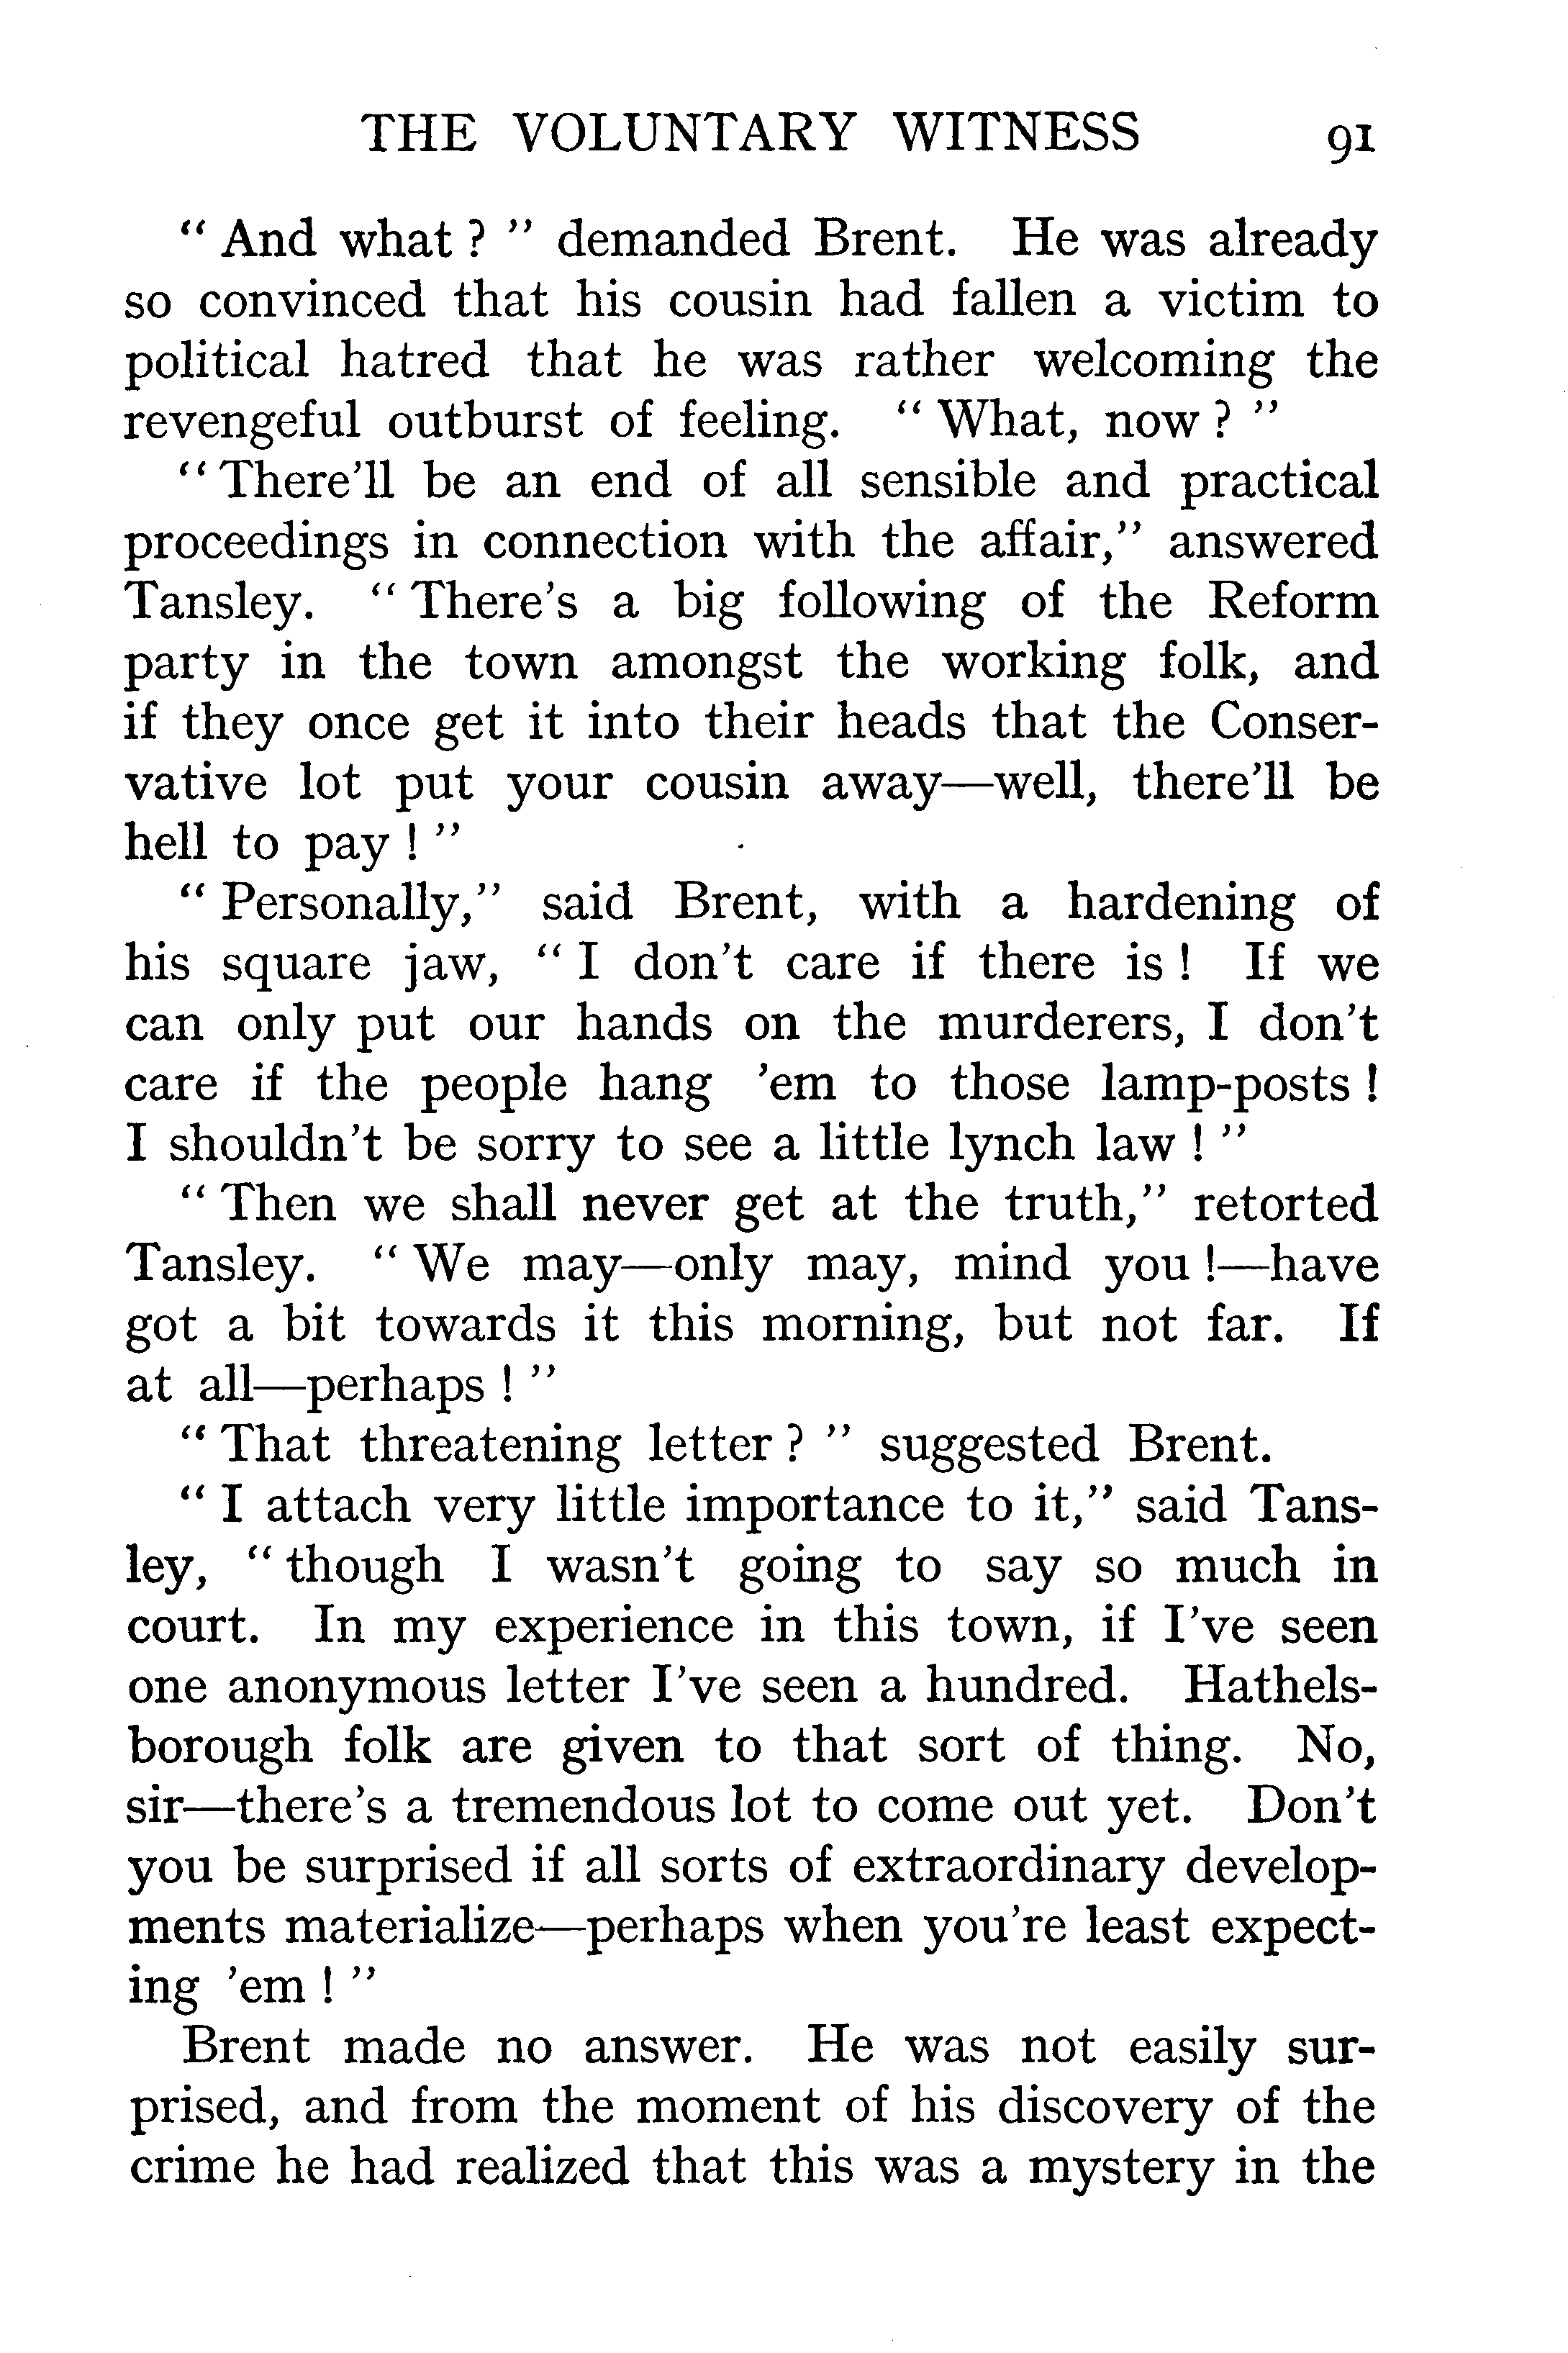 THE VOLUNTARY WITNESS 91
" And what ? " demanded Brent. He was already
so convinced that his cousin had fallen a victim to
political hatred that he was rather welcoming the
revengeful outburst of feeling. " What, now ? "
" There'll be an end of all sensible and practical
proceedings in connection with the affair," answered
Tansley. " There's a big following of the Reform
party in the town amongst the working folk, and
if they once get it into their heads that the Conser-
vative lot put your cousin away—well, there'll be
hell to pay ! "
" Personally," said Brent, with a hardening of
his square jaw, " I don't care if there is ! If we
can only put our hands on the murderers, I don't
care if the people hang 'em to those lamp-posts !
I shouldn't be sorry to see a little lynch law ! "
" Then we shall never get at the truth," retorted
Tansley. " We may—only may, mind you !—have
got a bit towards it this morning, but not far. If
at all—perhaps ! "
" That threatening letter ? " suggested Brent.
" I attach very little importance to it," said Tans-
ley, " though I wasn't going to say so much in
court. In my experience in this town, if I've seen
one anonymous letter I've seen a hundred. Hathels-
borough folk are given to that sort of thing. No,
sir—there's a tremendous lot to come out yet. Don't
you be surprised if all sorts of extraordinary develop-
ments materialize—perhaps when you're least expect-
ing 'em ! "
Brent made no answer. He was not easily sur-
prised, and from the moment of his discovery of the
crime he had realized that this was a mystery in the